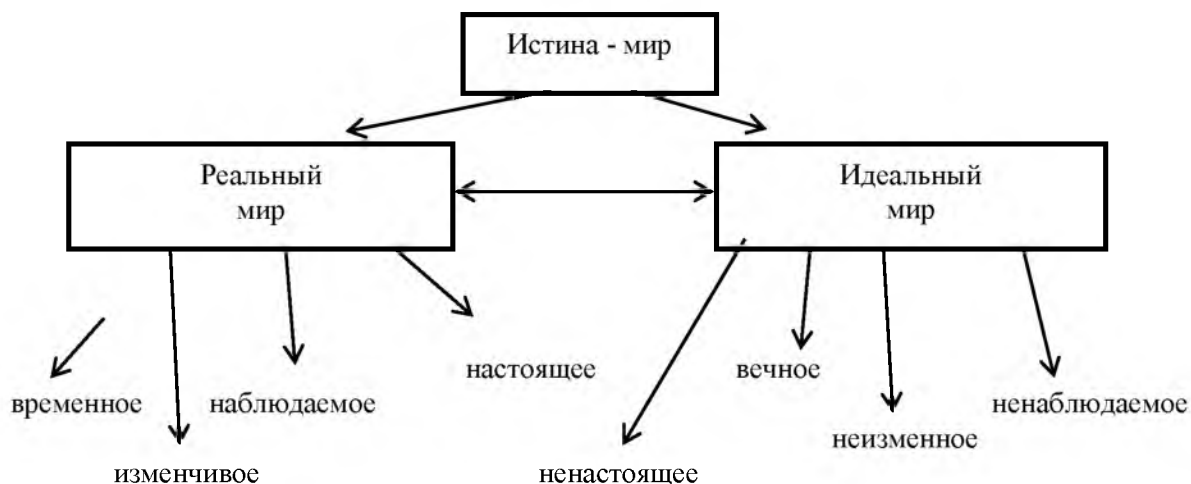 Истина - мир
Реальный
мир
Идеальный
мир
настоящее
вечное
временное
наблюдаемое
ненаблюдаемое
неизменное
изменчивое
ненастоящее